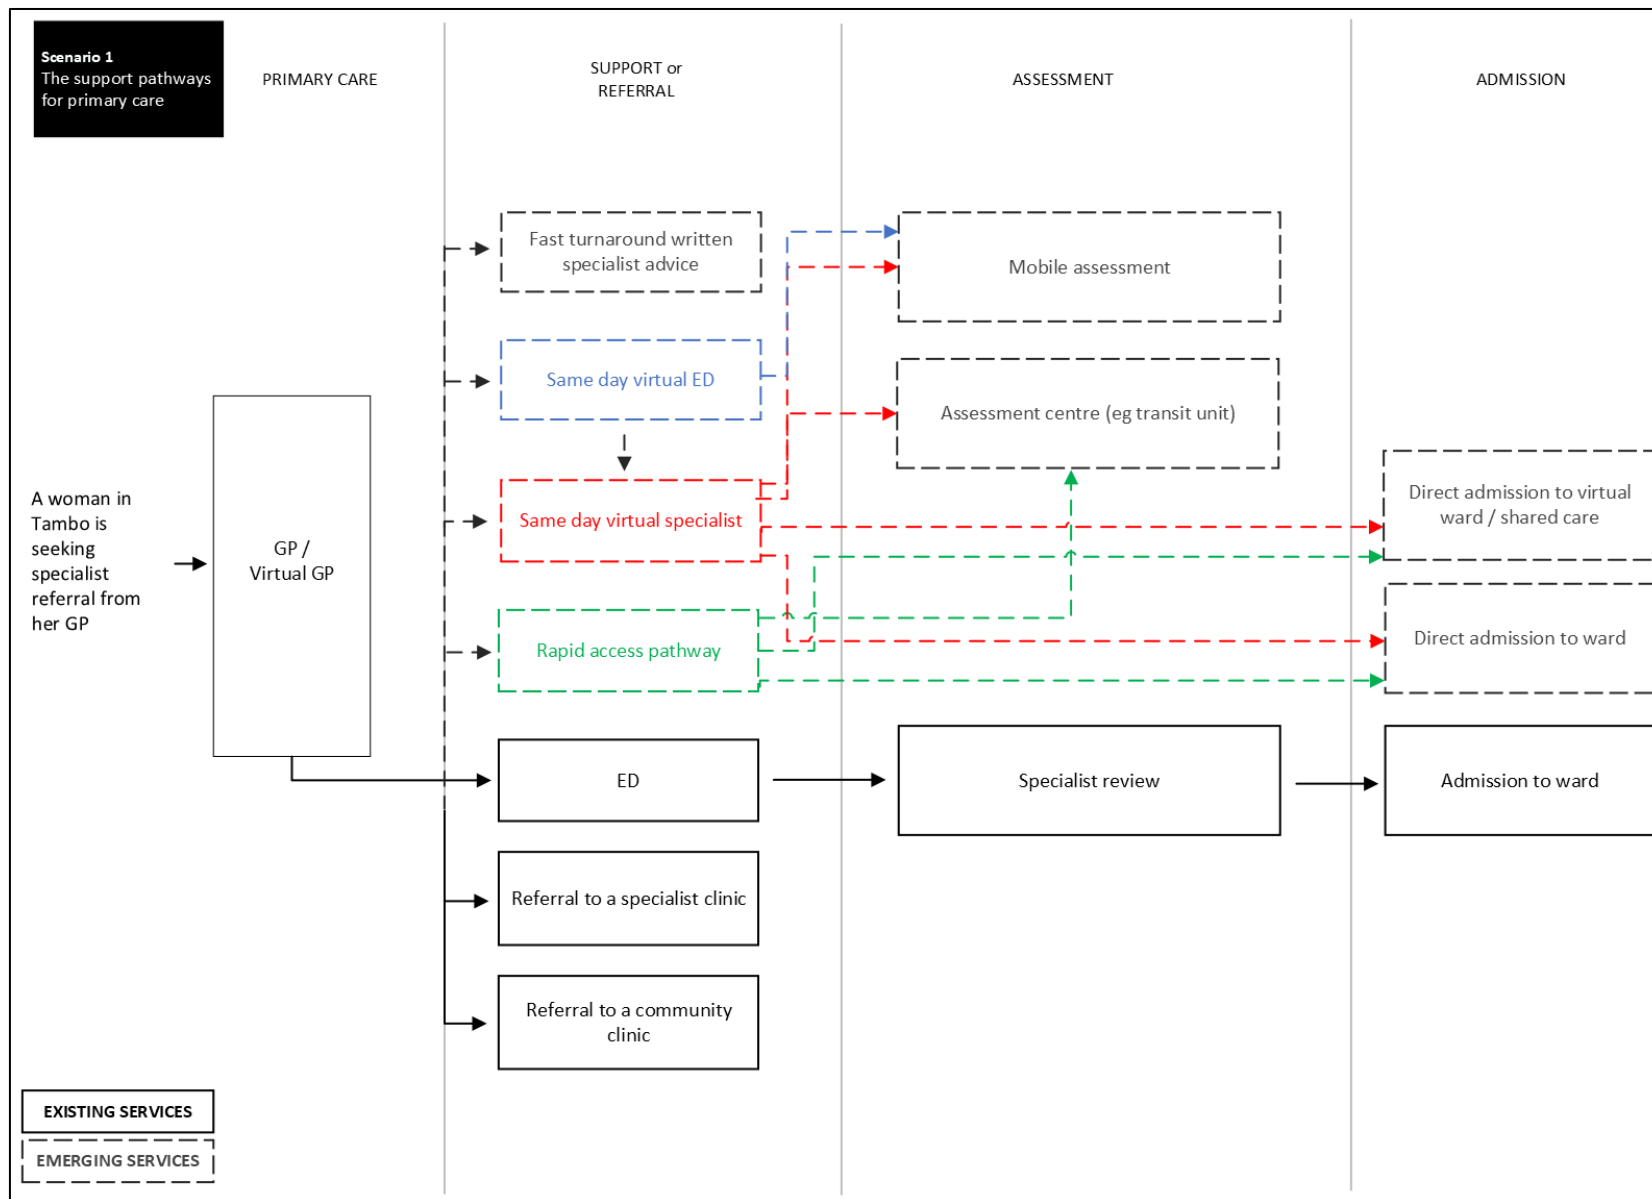 Scenario 1
The support pathways
for primary care
PRIMARY CARE
SUPPORT or
REFERRAL
ASSESSMENT
ADMISSION
Fast turnaround written
specialist advice
Mobile assessment
Same day virtual ED
Assessment centre (eg transit unit)
A woman in
Tambo is
seeking
specialist
referral from
her GP
GP /
Virtual GP
Same day virtual specialist
Direct admission to virtual
ward / shared care
Rapid access pathway
Direct admission to ward
ED
Specialist review
Admission to ward
Referral to a specialist clinic
Referral to a community
clinic
EXISTING SERVICES
EMERGING SERVICES